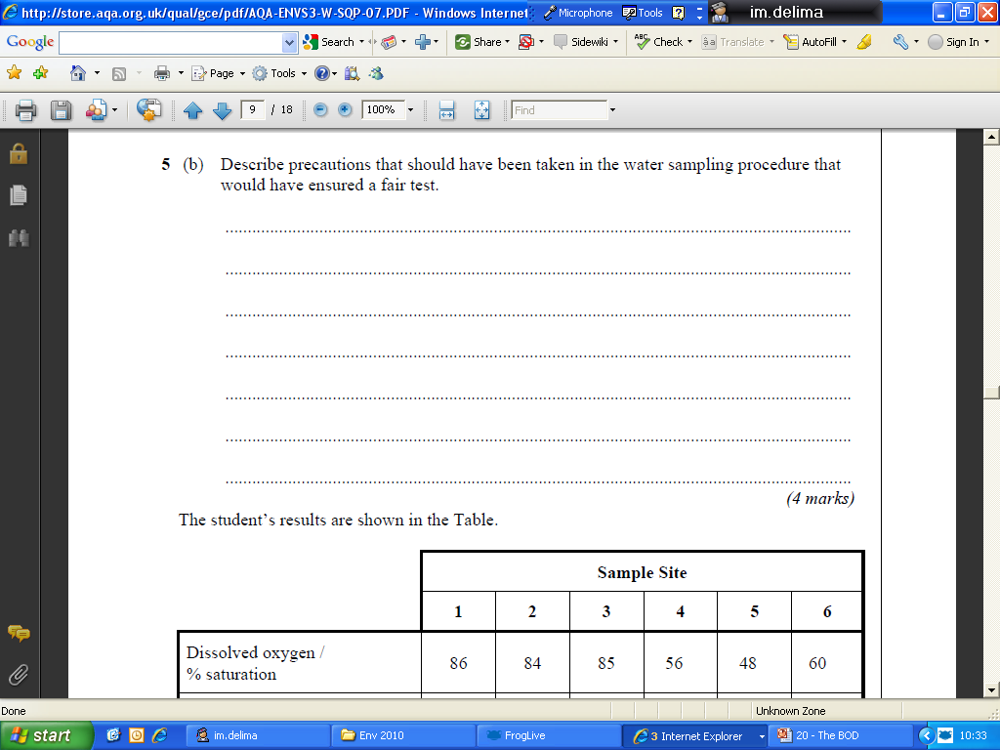 http://store.aqa.org.uk/qual/gce/pdf/AQA-ENVS3-W-SQP-07.PDF - Windows Internet
Microphone Tools im.delima
Google Search Share Sidewiki ABC Check Translate AutoFill Sign In
Page Tools
9 / 18 100% Find
5 (b) Describe precautions that should have been taken in the water sampling procedure that
would have ensured a fair test.
(4 marks)
The student's results are shown in the Table.
Sample Site
1 2 3 4 5 6
Dissolved oxygen /
% saturation
86 84 85 56 48 60
Done Unknown Zone
start im.delima Env 2010 FrogLive 3 Internet Explorer 20 - The BOD 10:33